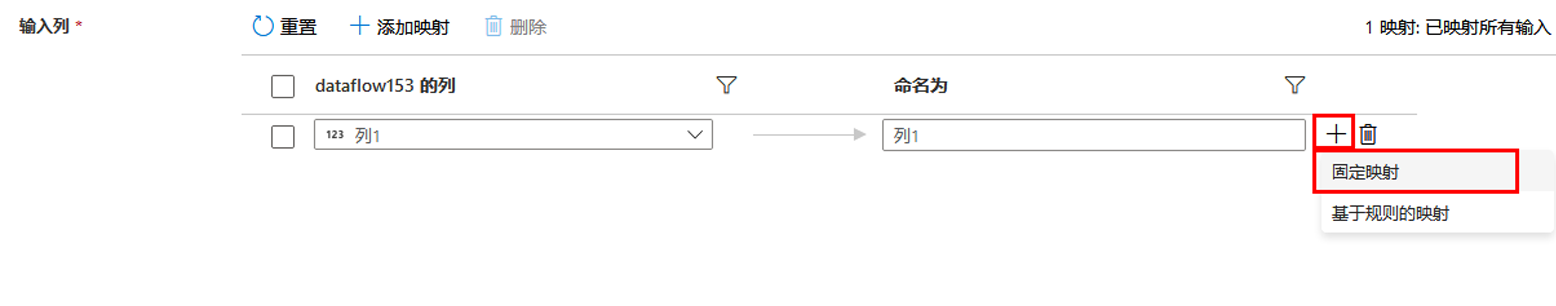 输入列 * 重置 添加映射 删除 1 映射: 已映射所有输入
dataflow153 的列 命名为
123 列1 列1
固定映射
基于规则的映射